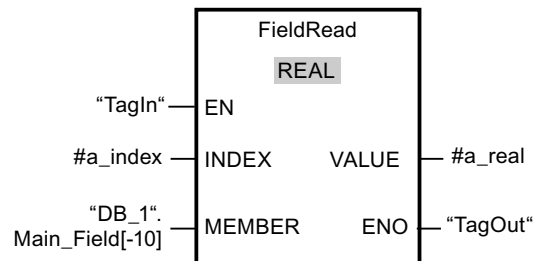 FieldRead
REAL
“TagIn“ EN
#a_index INDEX VALUE #a_real
“DB_1“.
Main_Field[-10] MEMBER ENO “TagOut“